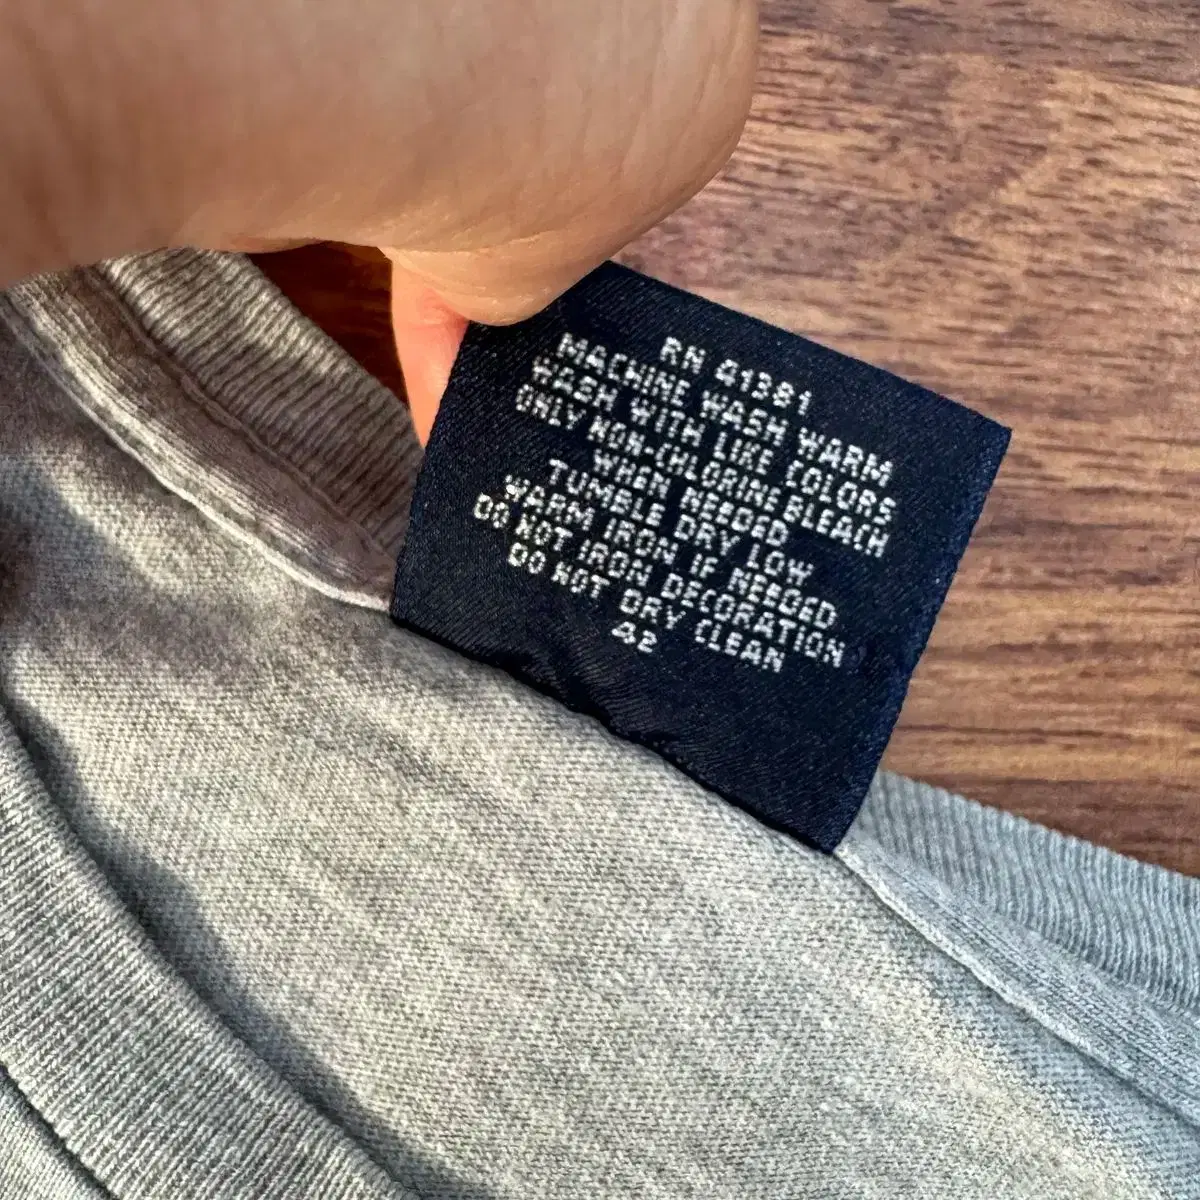 RN 41381
MACHINE WASH WARM
WASH WITH LIKE COLORS
ONLY NON-CHLORINE BLEACH
WHEN NEEDED
TUMBLE DRY LOW
WARM IRON IF NEEDED
DO NOT IRON DECORATION
DO NOT DRY CLEAN
42